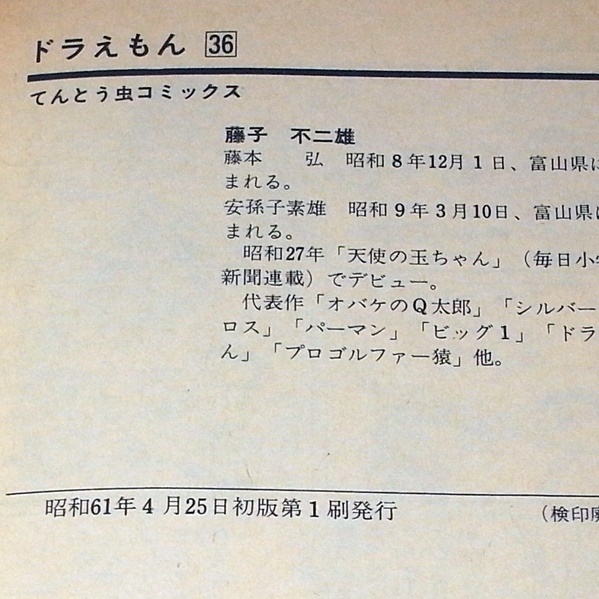 ドラえもん 36
てんとう虫コミックス
藤子 不二雄
藤本 弘 昭和8年12月1日、富山県に
まれる。
安孫子素雄 昭和9年3月10日、富山県に
まれる。
昭和27年「天使の玉ちゃん」（毎日小学
新聞連載）でデビュー。
代表作「オバケのQ太郎」「シルバー
ロス」「パーマン」「ビッグ1」「ドラ
ん」「プロゴルファー猿」他。
昭和61年4月25日初版第1刷発行
（検印廃